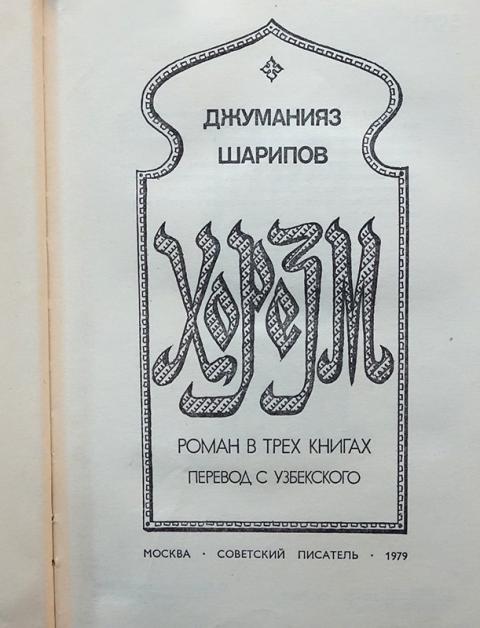 ДЖУМАНИЯЗ
ШАРИПОВ
ХОРЕЗМ
РОМАН В ТРЕХ КНИГАХ
ПЕРЕВОД С УЗБЕКСКОГО
МОСКВА · СОВЕТСКИЙ ПИСАТЕЛЬ · 1979